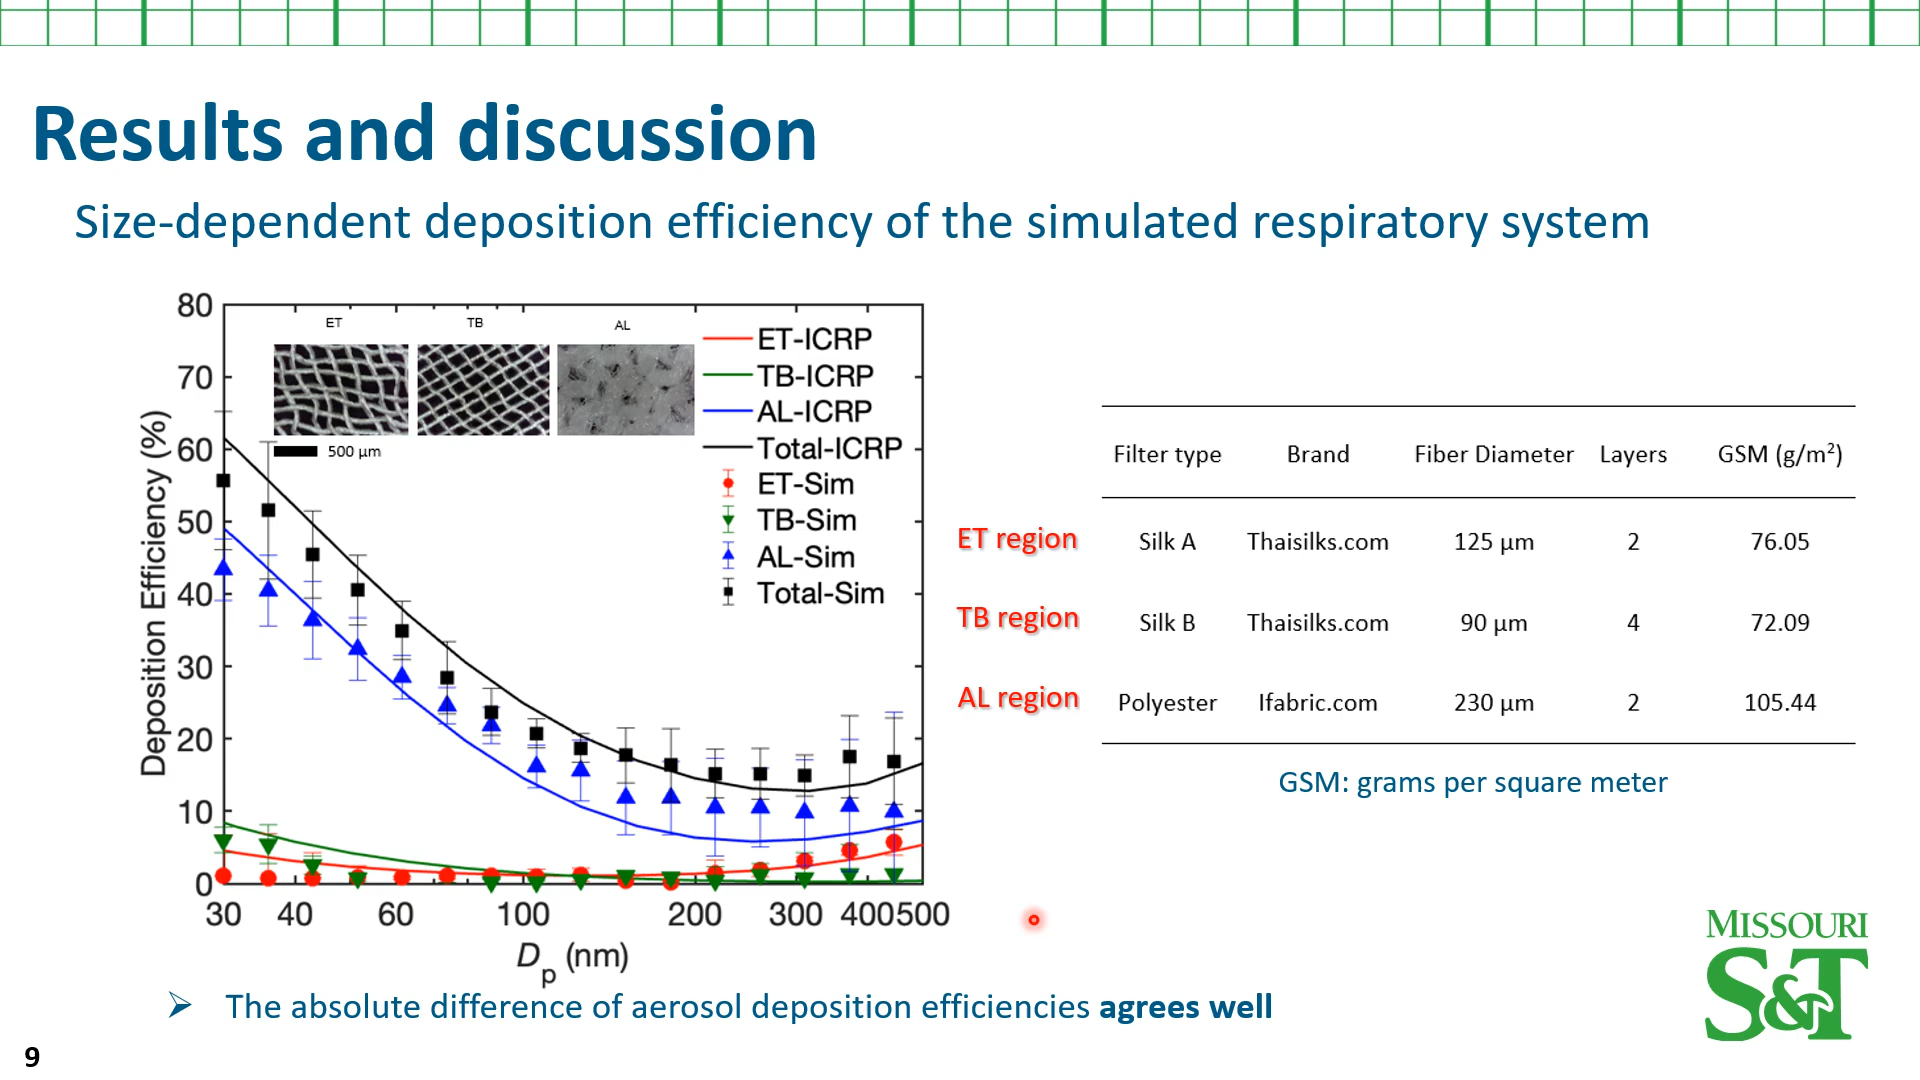 Results and discussion
Size-dependent deposition efficiency of the simulated respiratory system
80
70
60
50
40
30
20
10
0
Deposition Efficiency (%)
ET TB AL
500 µm
ET-ICRP
TB-ICRP
AL-ICRP
Total-ICRP
ET-Sim
TB-Sim
AL-Sim
Total-Sim
30 40 60 100 200 300 400 500
Dp (nm)
Filter type Brand Fiber Diameter Layers GSM (g/m²)
ET region Silk A Thaisilks.com 125 µm 2 76.05
TB region Silk B Thaisilks.com 90 µm 4 72.09
AL region Polyester Ifabric.com 230 µm 2 105.44
GSM: grams per square meter
➢ The absolute difference of aerosol deposition efficiencies agrees well
MISSOURI
S&T
9